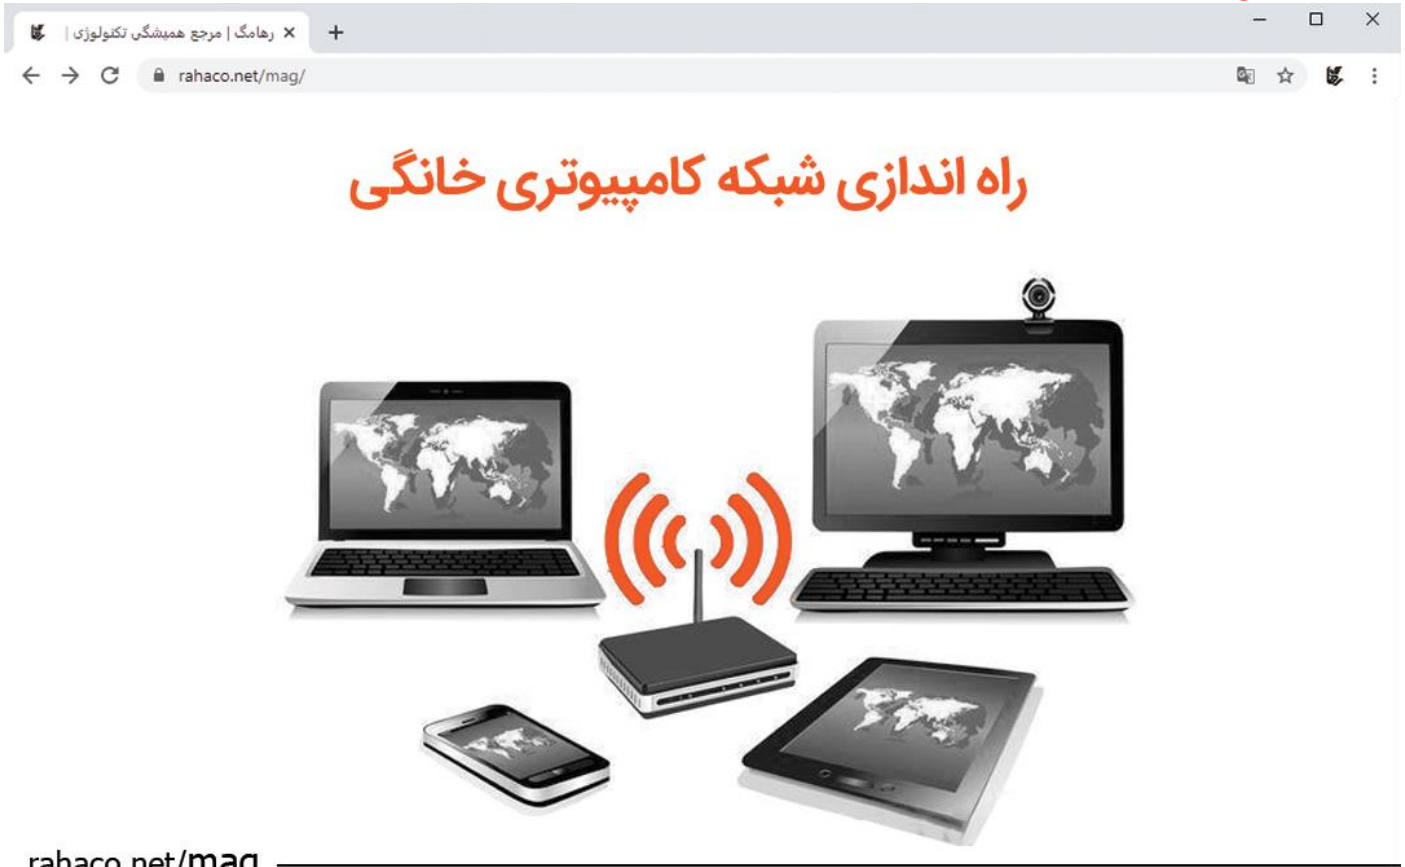 رهامگ | مرجع همیشگی تکنولوژی |
rahaco.net/mag/
راه اندازی شبکه کامپیوتری خانگی
rahaco.net/mag